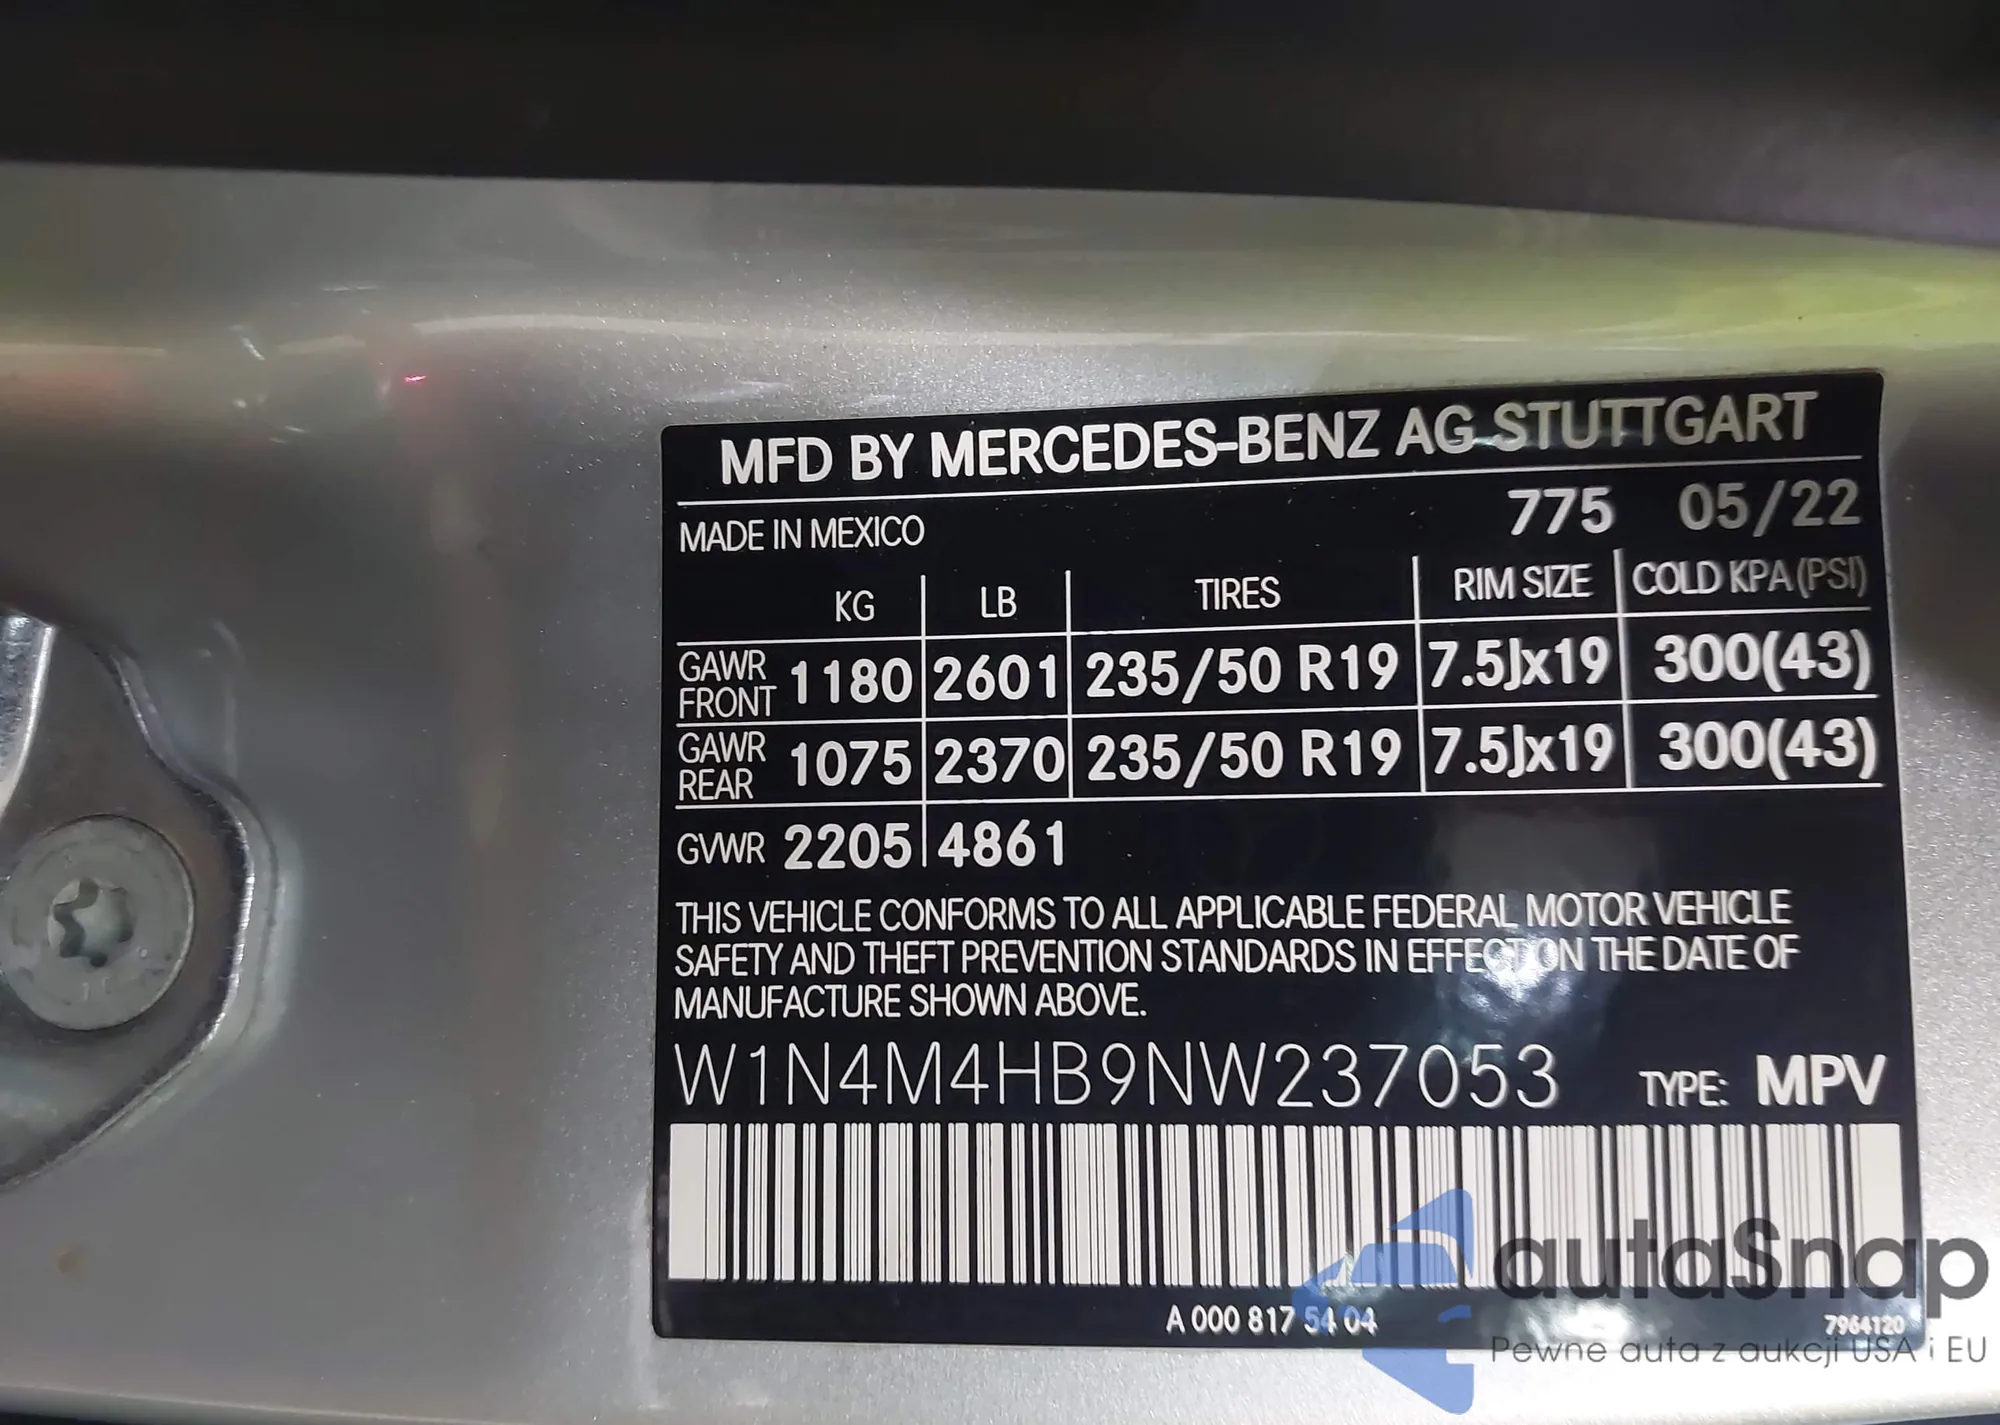 MFD BY MERCEDES-BENZ AG STUTTGART
MADE IN MEXICO 775 05/22
KG LB TIRES RIM SIZE COLD KPA (PSI)
GAWR FRONT 1180 2601 235/50 R19 7.5Jx19 300(43)
GAWR REAR 1075 2370 235/50 R19 7.5Jx19 300(43)
GVWR 2205 4861
THIS VEHICLE CONFORMS TO ALL APPLICABLE FEDERAL MOTOR VEHICLE
SAFETY AND THEFT PREVENTION STANDARDS IN EFFECT ON THE DATE OF
MANUFACTURE SHOWN ABOVE.
W1N4M4HB9NW237053 TYPE: MPV
A 000 817 54 04 7964120
autaSnap
Pewne auta z aukcji USA i EU